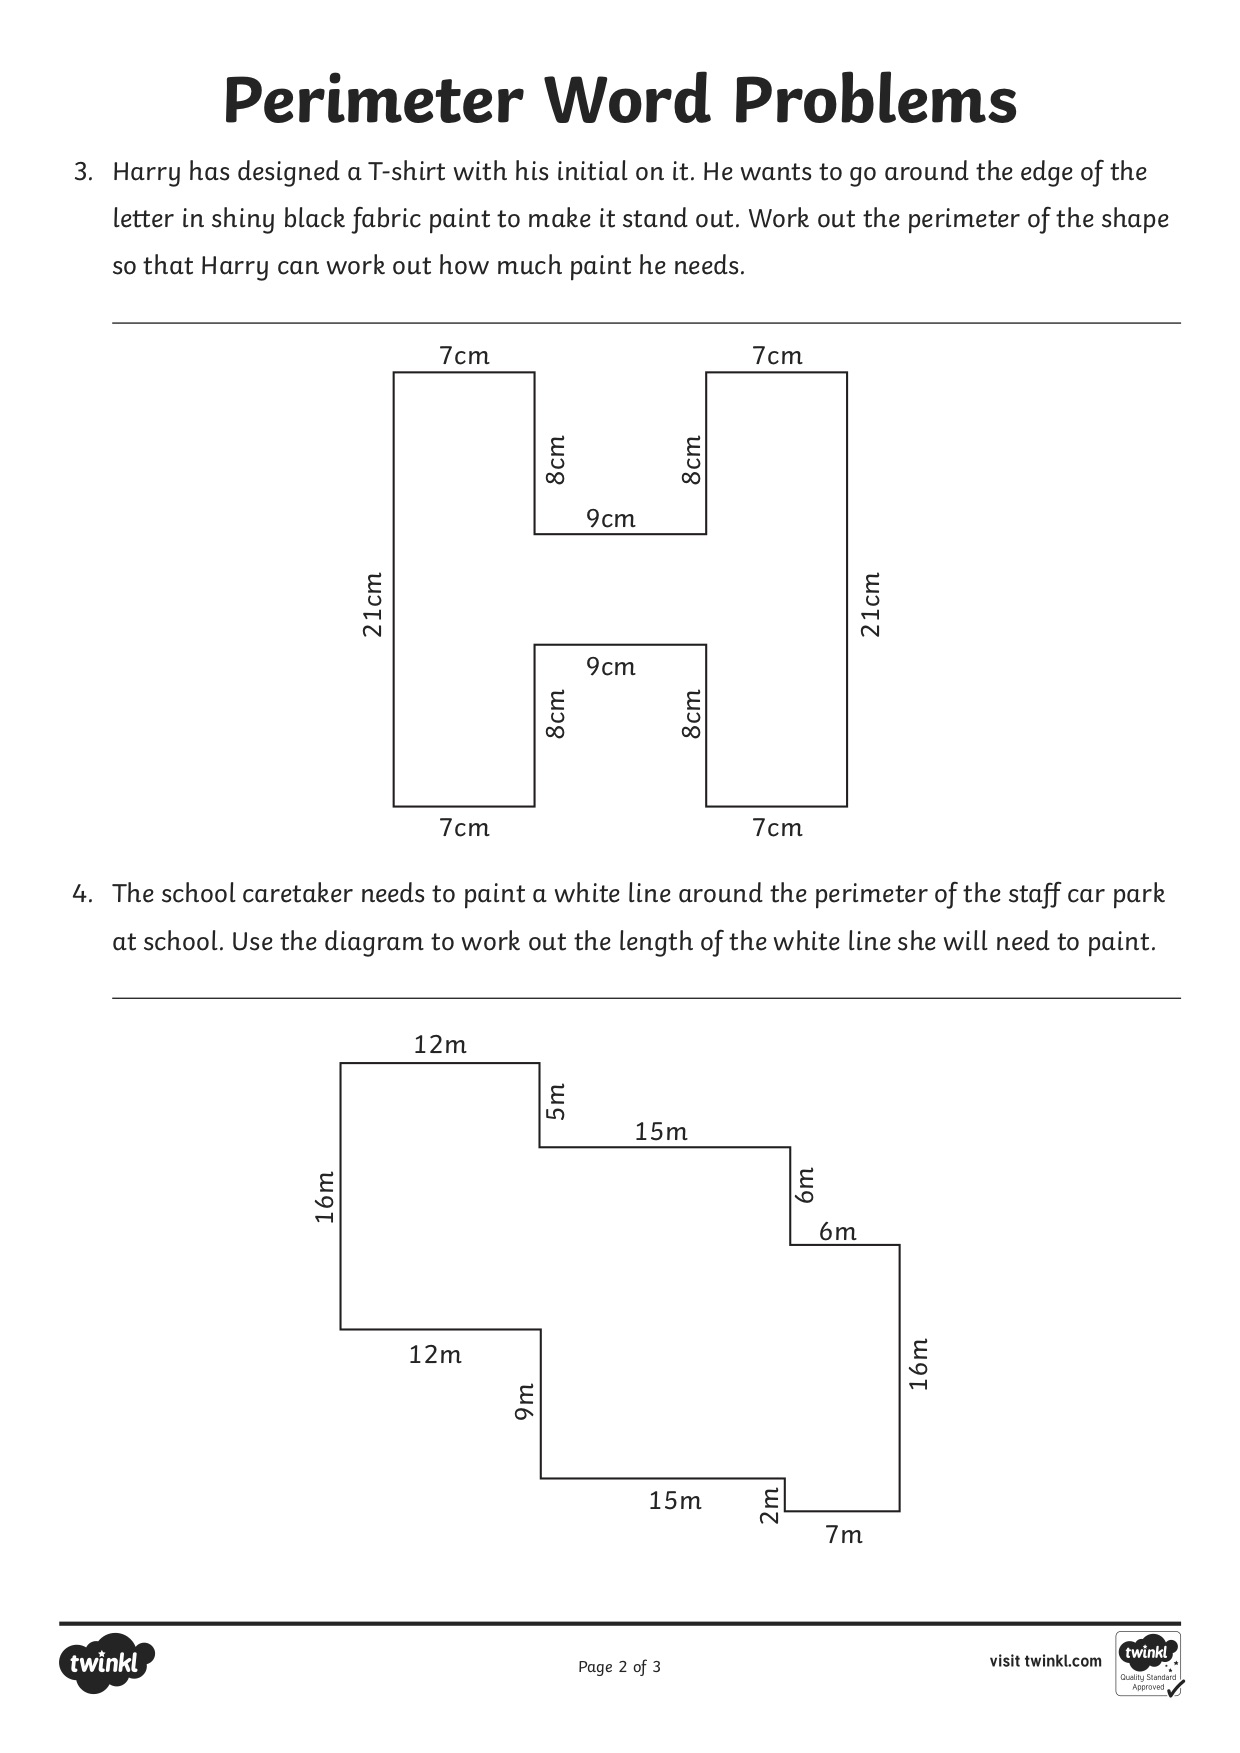 Perimeter Word Problems
3. Harry has designed a T-shirt with his initial on it. He wants to go around the edge of the
letter in shiny black fabric paint to make it stand out. Work out the perimeter of the shape
so that Harry can work out how much paint he needs.
7cm 7cm
8cm 8cm
9cm
21cm 21cm
9cm
8cm 8cm
7cm 7cm
4. The school caretaker needs to paint a white line around the perimeter of the staff car park
at school. Use the diagram to work out the length of the white line she will need to paint.
12m
5m
15m
16m 6m
6m
12m 16m
9m
15m 2m
7m
twinkl
Page 2 of 3
visit twinkl.com
twinkl
Quality Standard
Approved